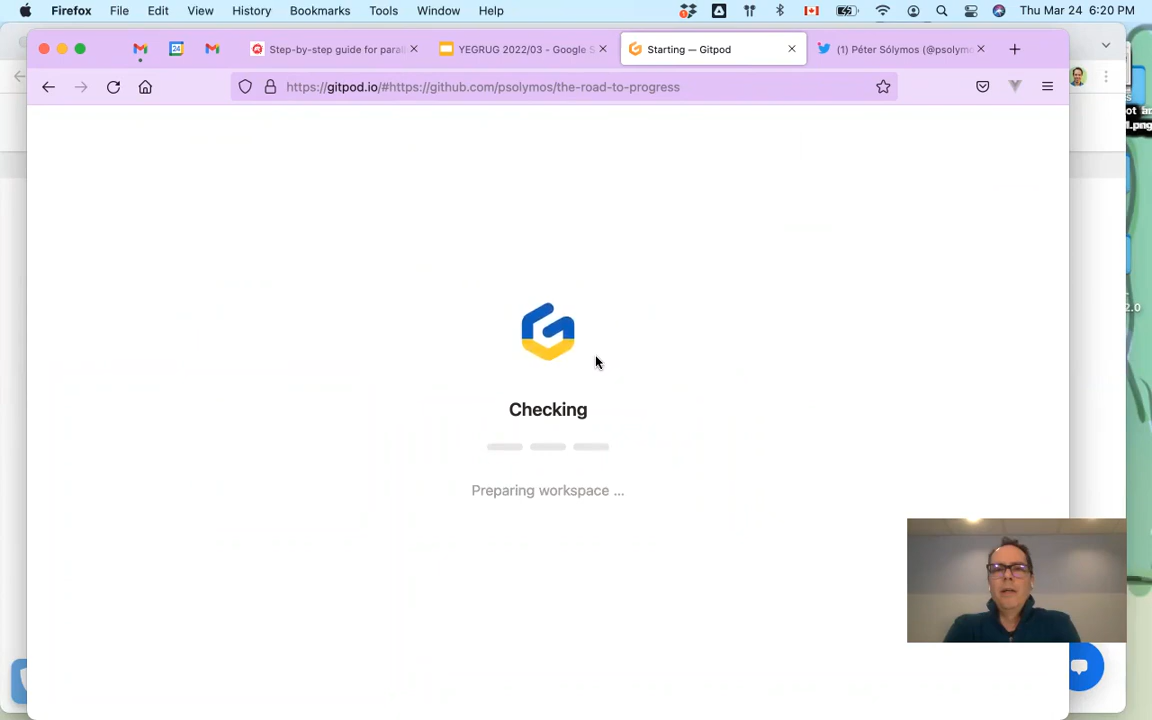 Firefox File Edit View History Bookmarks Tools Window Help Thu Mar 24 6:20 PM
Step-by-step guide for paral
YEGRUG 2022/03 - Google S
Starting — Gitpod
(1) Péter Sólymos (@psolymo
https://gitpod.io/#https://github.com/psolymos/the-road-to-progress
Checking
Preparing workspace ...